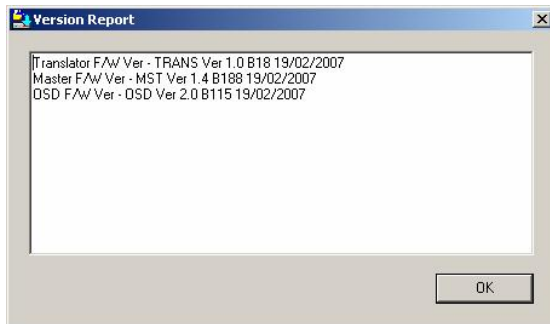 Version Report
Translator F/W Ver - TRANS Ver 1.0 B18 19/02/2007
Master F/W Ver - MST Ver 1.4 B188 19/02/2007
OSD F/W Ver - OSD Ver 2.0 B115 19/02/2007
OK